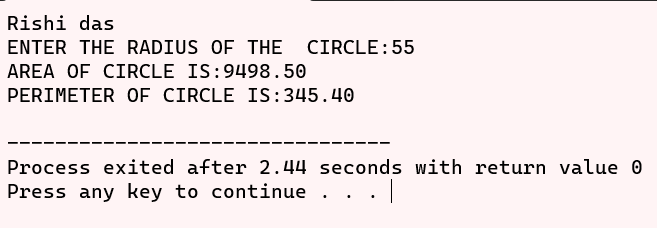 Rishi das
ENTER THE RADIUS OF THE  CIRCLE:55
AREA OF CIRCLE IS:9498.50
PERIMETER OF CIRCLE IS:345.40
--------------------------------
Process exited after 2.44 seconds with return value 0
Press any key to continue . . .